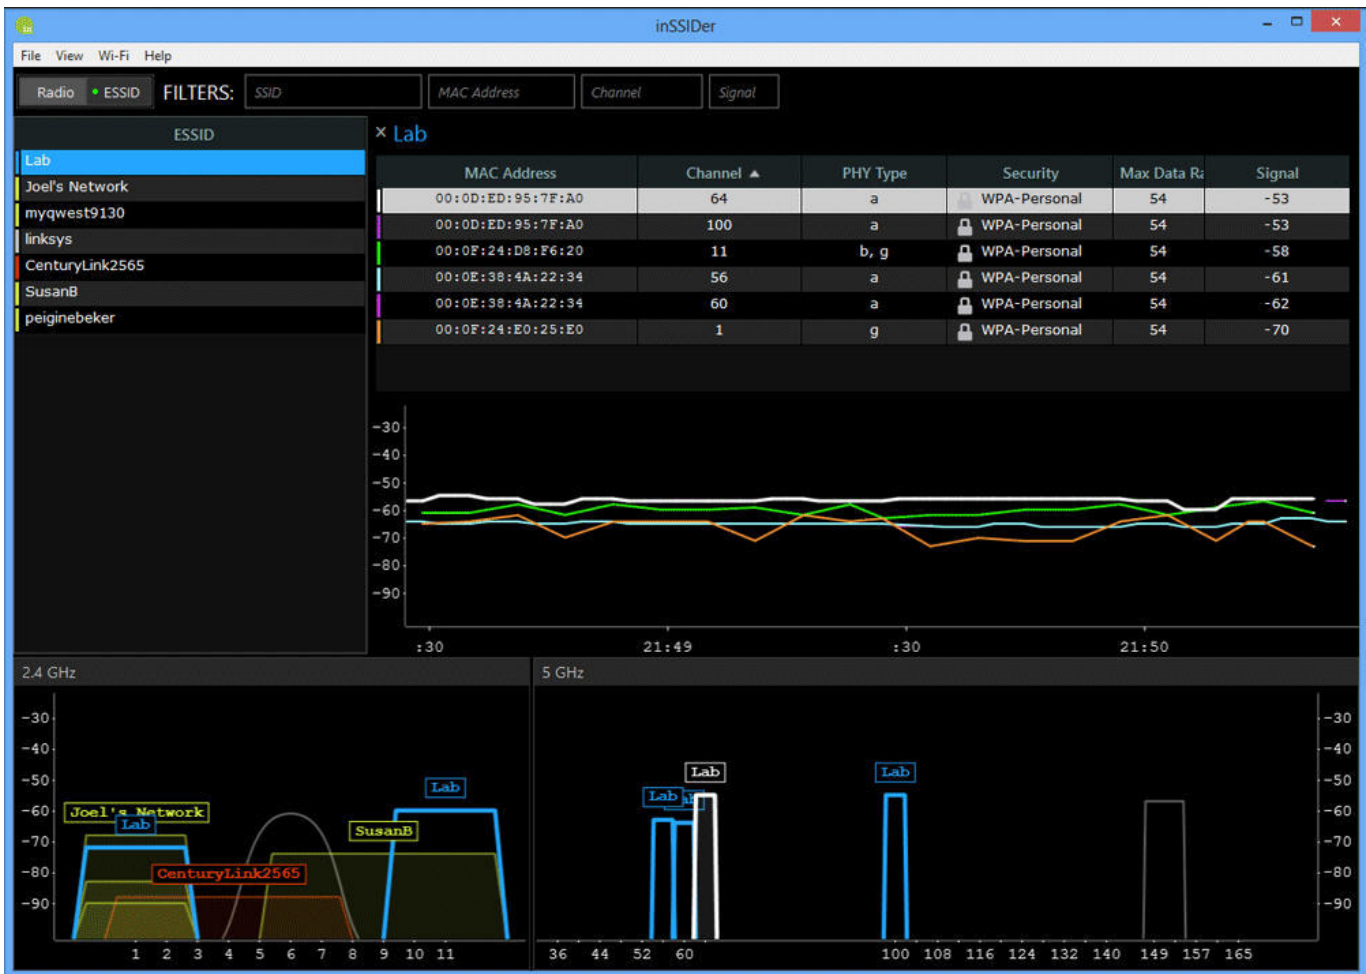 inSSIDer
File View Wi-Fi Help
Radio ESSID FILTERS: SSID MAC Address Channel Signal
ESSID
Lab
Joel's Network
myqwest9130
linksys
CenturyLink2565
SusanB
peiginebeker
× Lab
MAC Address Channel PHY Type Security Max Data Ra Signal
00:0D:ED:95:7F:A0 64 a WPA-Personal 54 -53
00:0D:ED:95:7F:A0 100 a WPA-Personal 54 -53
00:0F:24:D8:F6:20 11 b, g WPA-Personal 54 -58
00:0E:38:4A:22:34 56 a WPA-Personal 54 -61
00:0E:38:4A:22:34 60 a WPA-Personal 54 -62
00:0F:24:E0:25:E0 1 g WPA-Personal 54 -70
-30
-40
-50
-60
-70
-80
-90
:30 21:49 :30 21:50
2.4 GHz
-30
-40
-50
-60
-70
-80
-90
Lab
Joel's Network
Lab
SusanB
CenturyLink2565
1 2 3 4 5 6 7 8 9 10 11
5 GHz
Lab Lab
Lab
-30
-40
-50
-60
-70
-80
-90
36 44 52 60 100 108 116 124 132 140 149 157 165